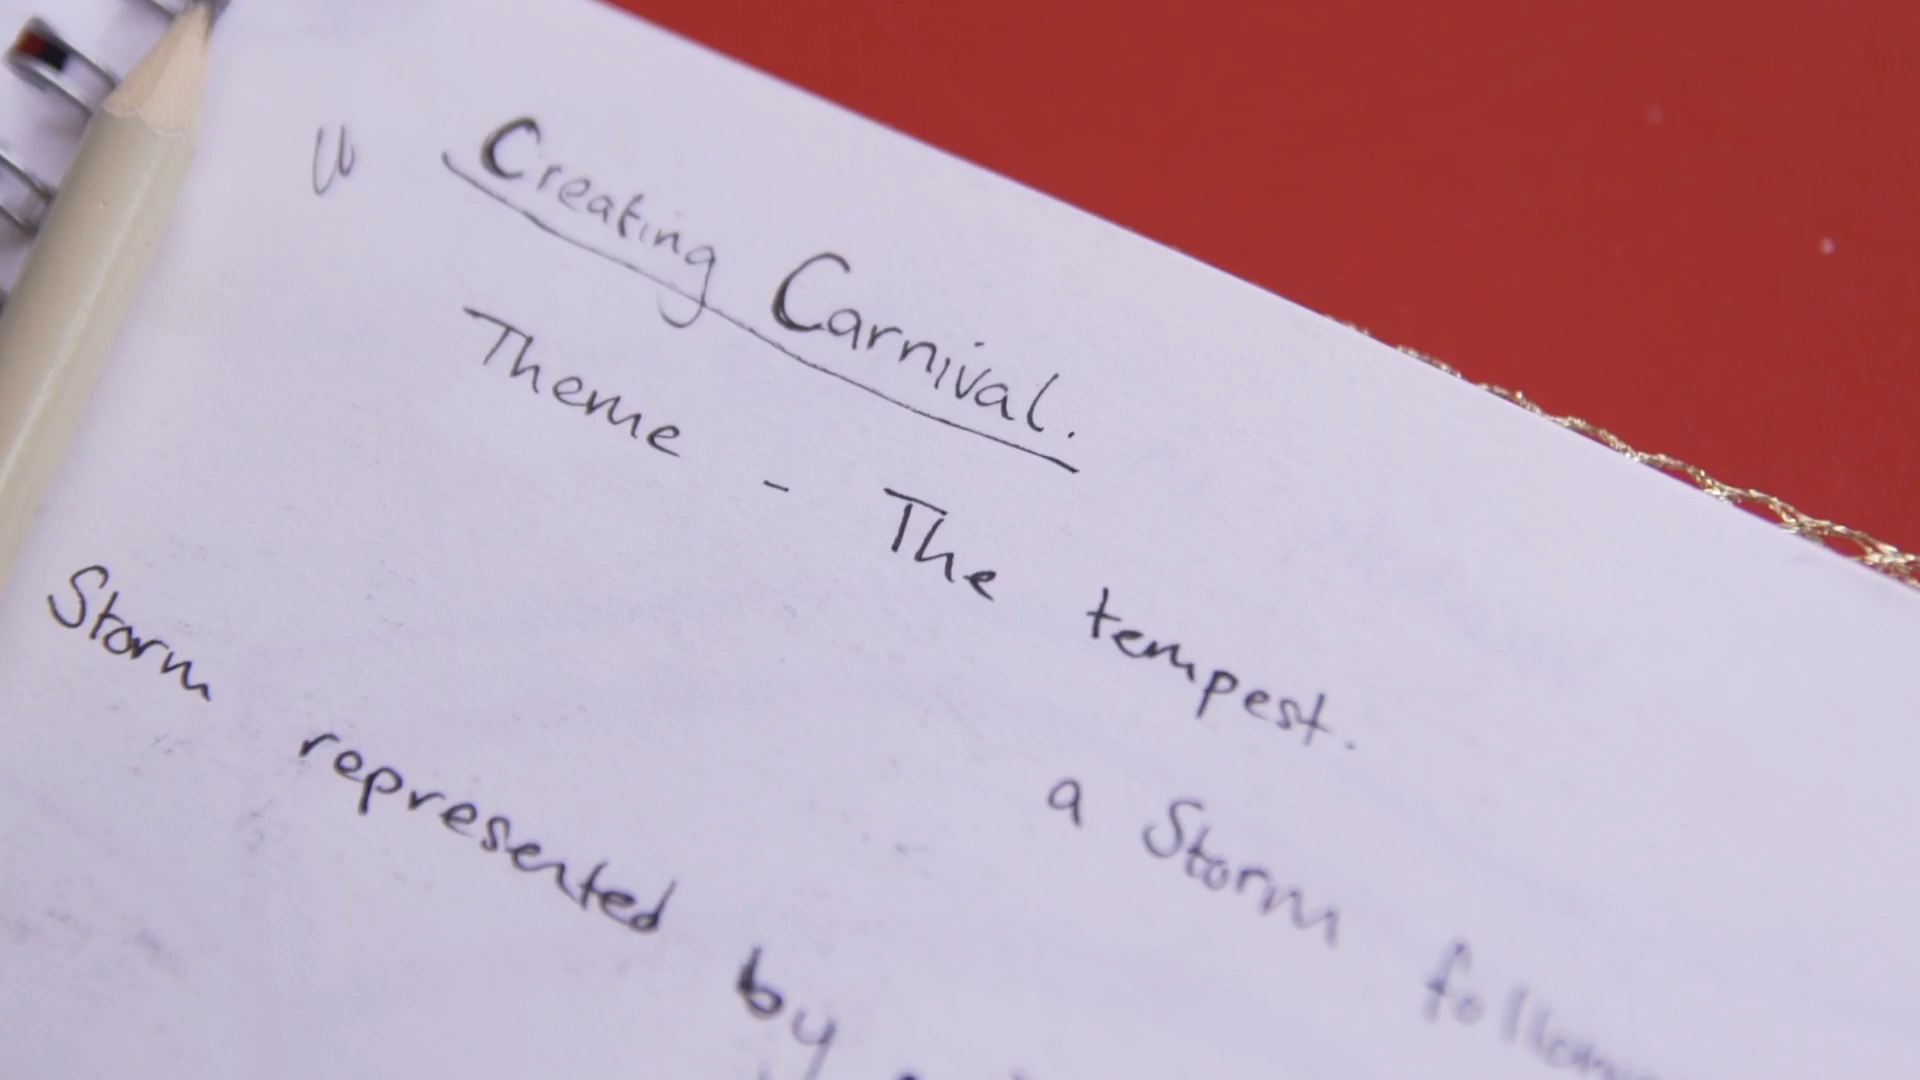 " Creating Carnival.
Theme - The tempest.
a Storm
Storm represented by